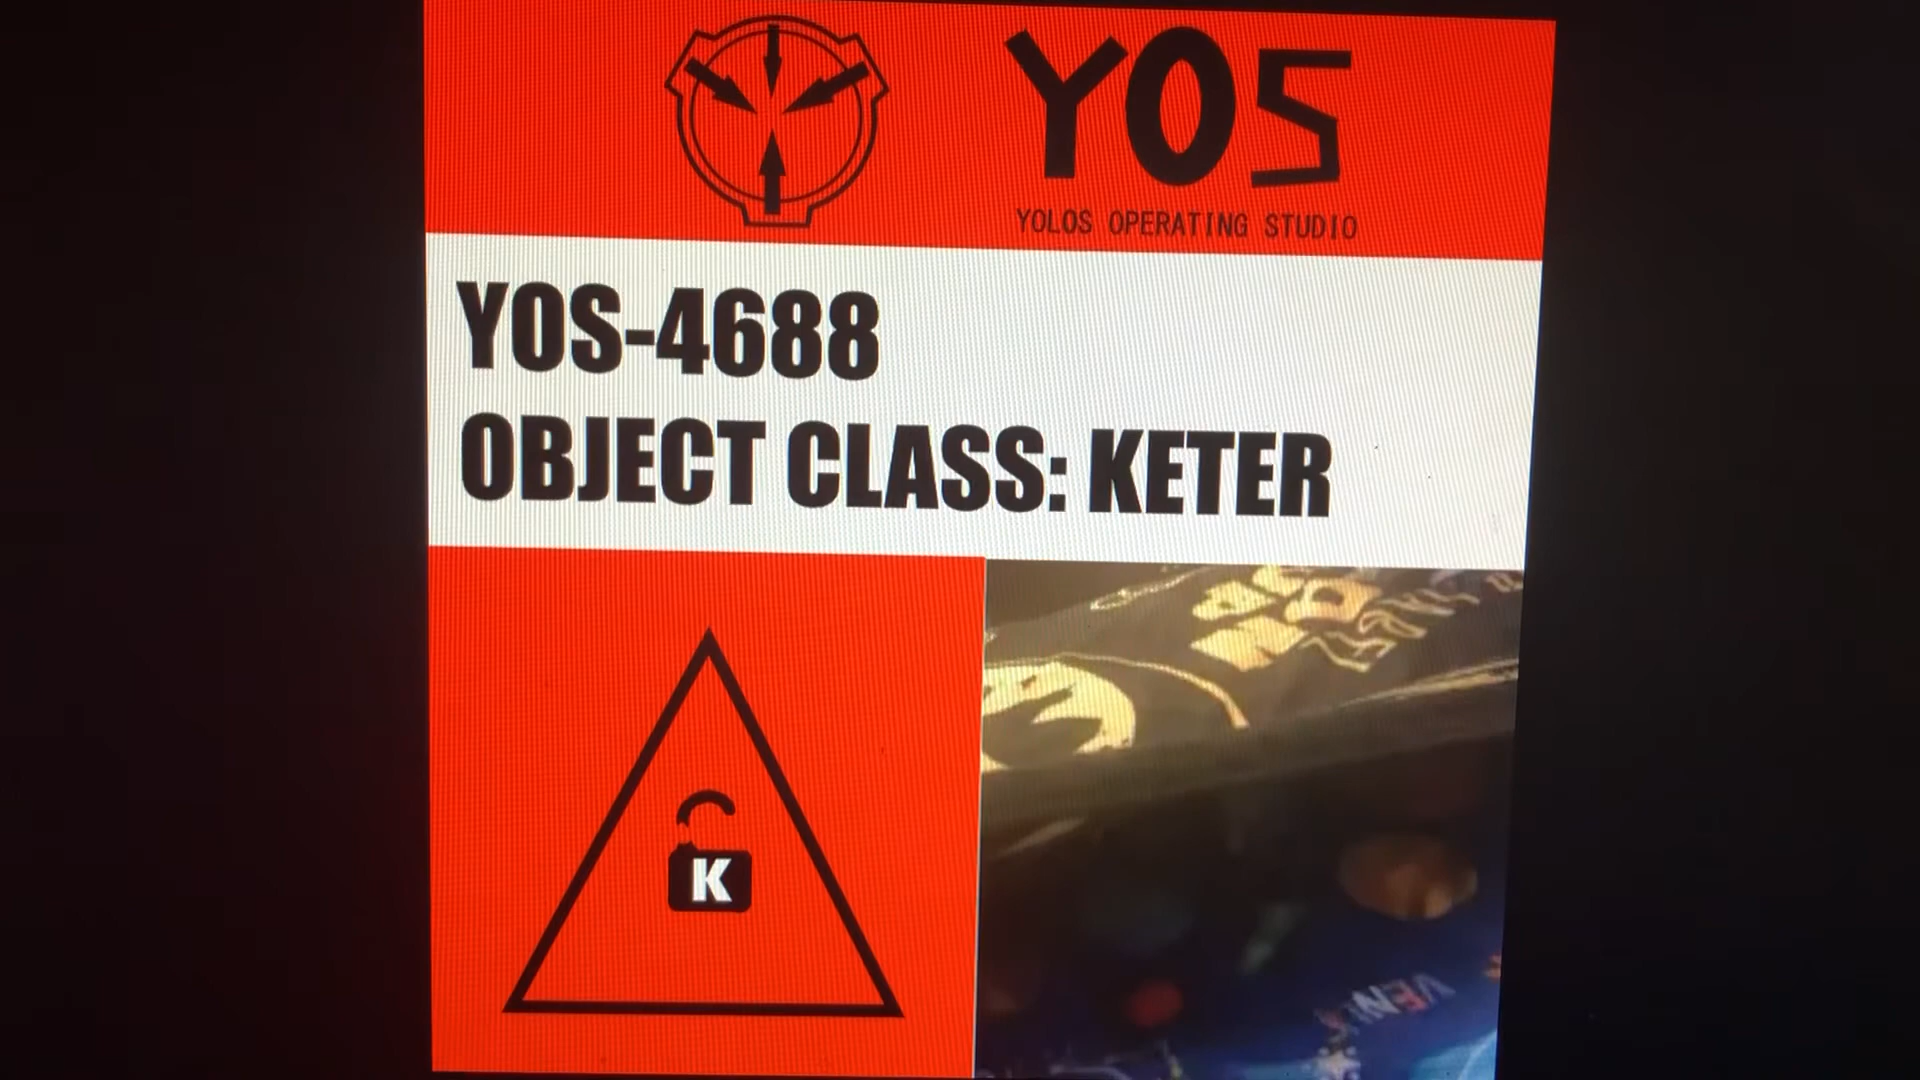 YOS
YOLOS OPERATING STUDIO
YOS-4688
OBJECT CLASS: KETER
K